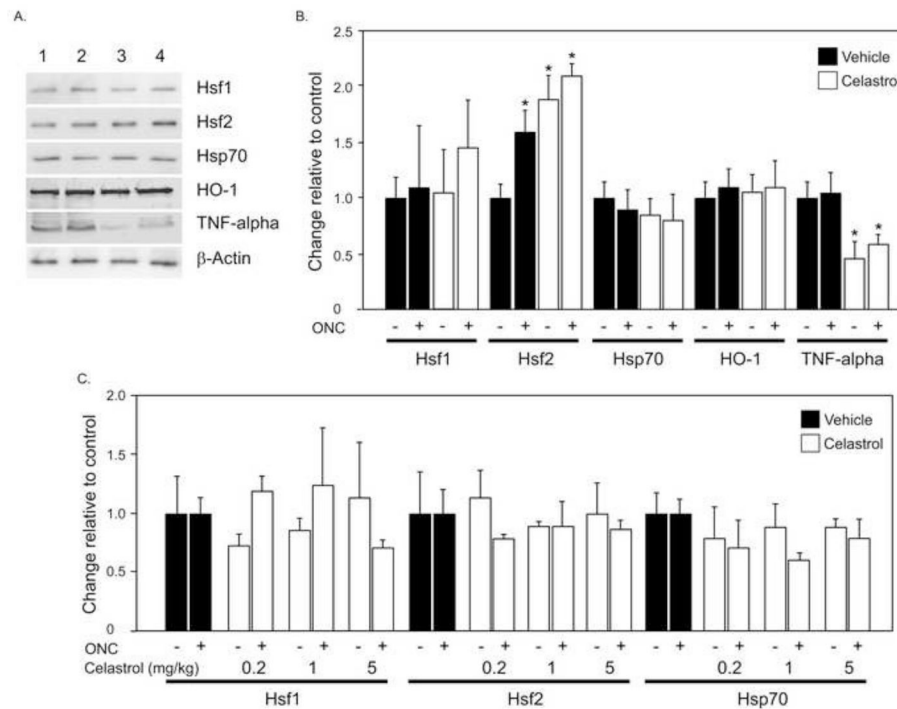 A.
1 2 3 4
Hsf1
Hsf2
Hsp70
HO-1
TNF-alpha
β-Actin
B.
Change relative to control
2.5
2.0
1.5
1.0
0.5
0
Vehicle
Celastrol
* * * * * *
ONC - + - + - + - + - + - + - + - + - + - +
Hsf1 Hsf2 Hsp70 HO-1 TNF-alpha
C.
Change relative to control
2.0
1.5
1.0
0.5
0
Vehicle
Celastrol
ONC - + - + - + - + - + - + - + - + - + - + - + - +
Celastrol (mg/kg) 0.2 1 5 0.2 1 5 0.2 1 5
Hsf1 Hsf2 Hsp70